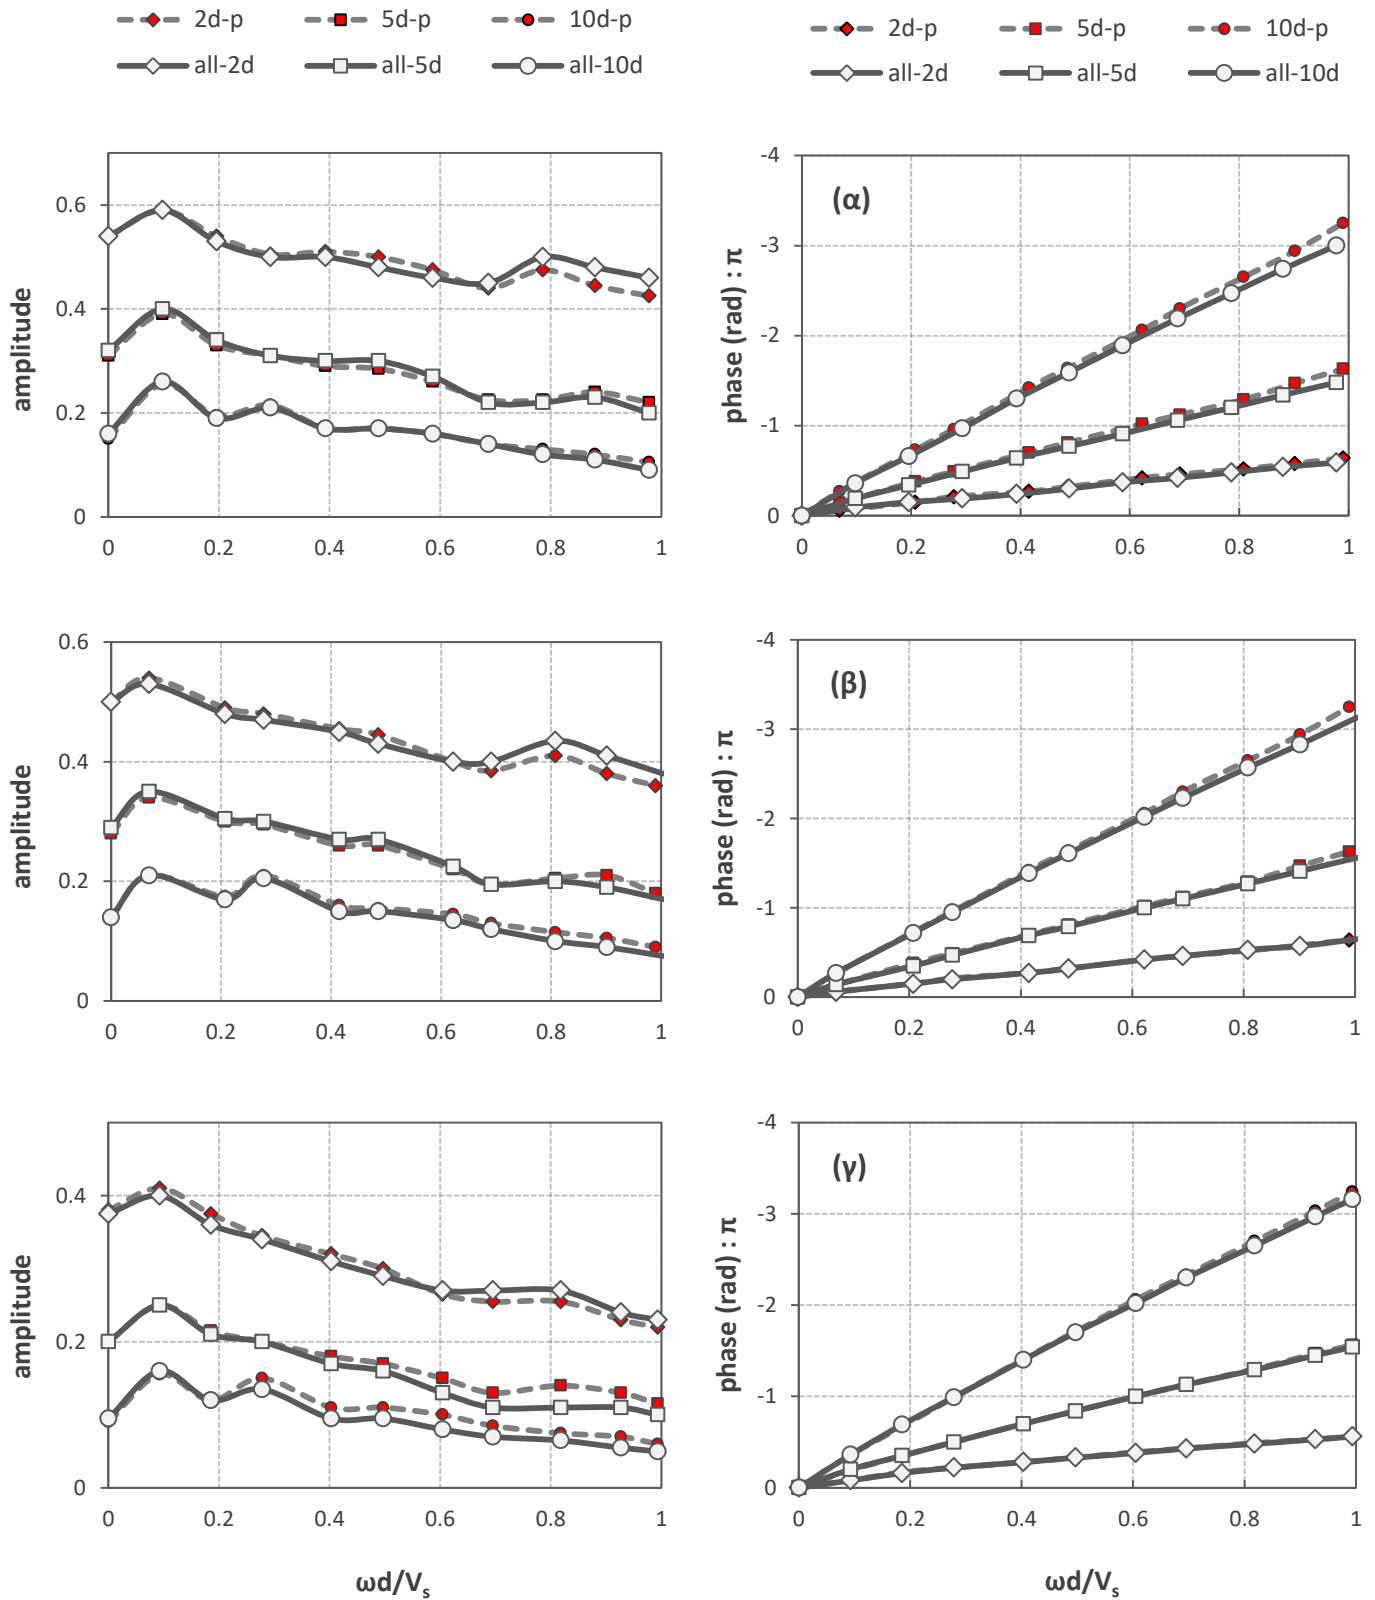 2d-p 5d-p 10d-p
all-2d all-5d all-10d
2d-p 5d-p 10d-p
all-2d all-5d all-10d
amplitude
0.6
0.4
0.2
0
0 0.2 0.4 0.6 0.8 1
phase (rad) : π
(α)
-4
-3
-2
-1
0
0 0.2 0.4 0.6 0.8 1
amplitude
0.6
0.4
0.2
0
0 0.2 0.4 0.6 0.8 1
phase (rad) : π
(β)
-4
-3
-2
-1
0
0 0.2 0.4 0.6 0.8 1
amplitude
0.4
0.2
0
0 0.2 0.4 0.6 0.8 1
ωd/Vs
phase (rad) : π
(γ)
-4
-3
-2
-1
0
0 0.2 0.4 0.6 0.8 1
ωd/Vs